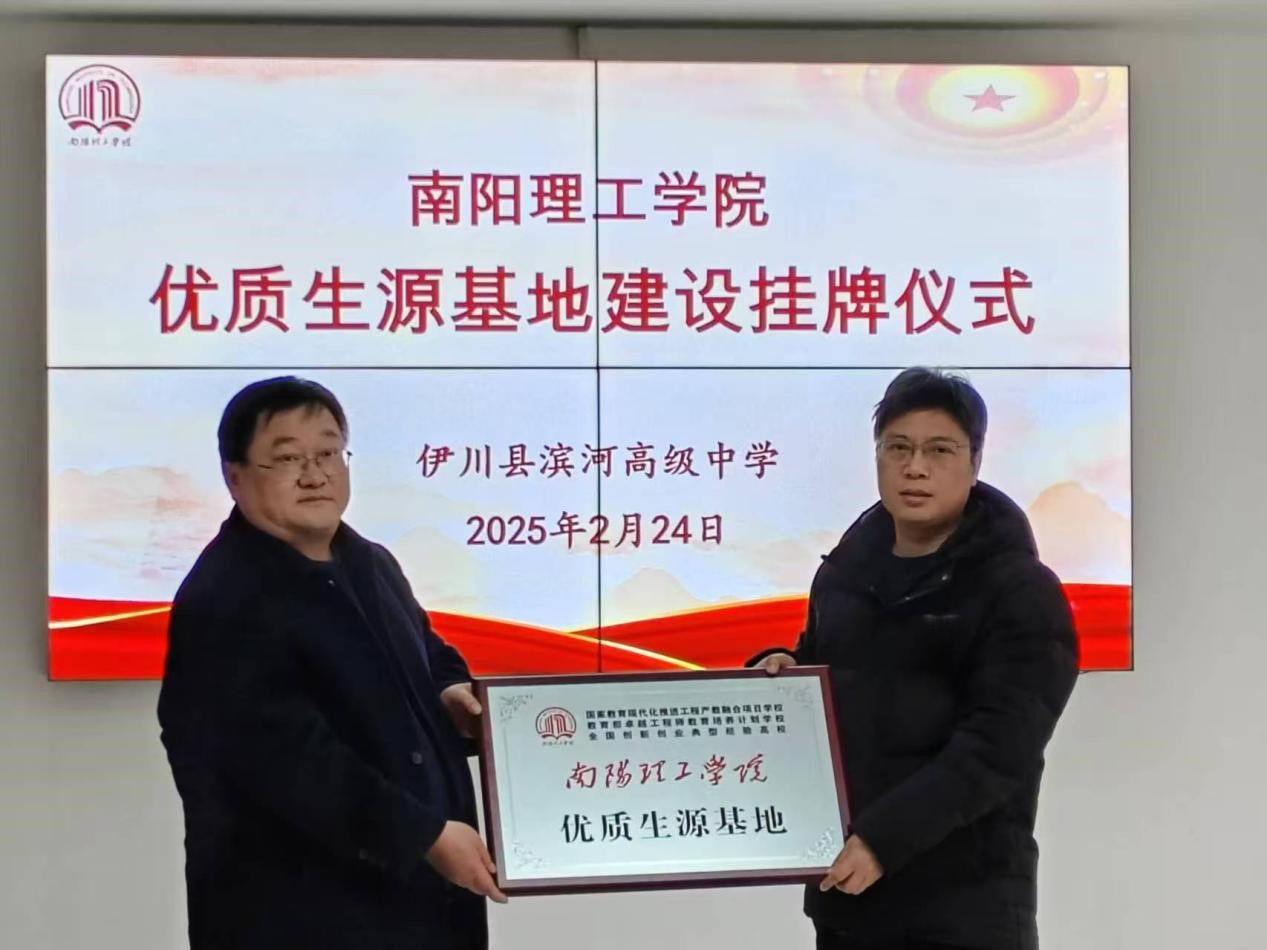 南阳理工学院
南阳理工学院
优质生源基地建设挂牌仪式
伊川县滨河高级中学
2025年2月24日
国家教育现代化推进工程产教融合项目学校
教育部卓越工程师教育培养计划学校
全国创新创业典型经验高校
南陽理工學院
优质生源基地